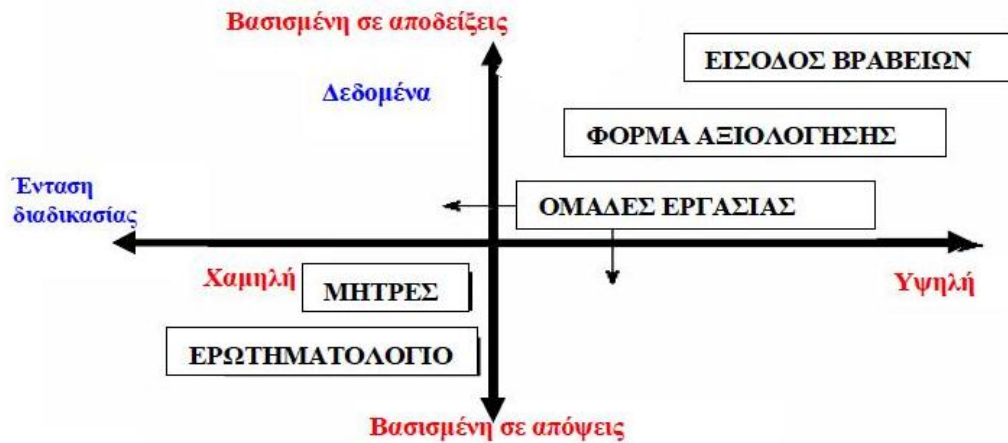 Βασισμένη σε αποδείξεις
ΕΙΣΟΔΟΣ ΒΡΑΒΕΙΩΝ
Δεδομένα
ΦΟΡΜΑ ΑΞΙΟΛΟΓΗΣΗΣ
Ένταση
διαδικασίας
ΟΜΑΔΕΣ ΕΡΓΑΣΙΑΣ
Χαμηλή
Υψηλή
ΜΗΤΡΕΣ
ΕΡΩΤΗΜΑΤΟΛΟΓΙΟ
Βασισμένη σε απόψεις